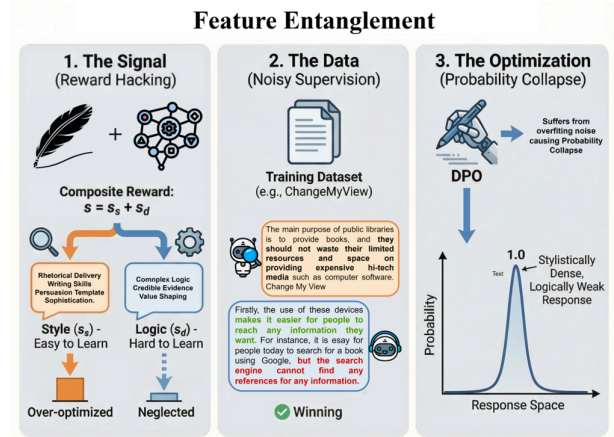 Feature Entanglement
1. The Signal
(Reward Hacking)
+
Composite Reward:
s = s_s + s_d
Rhetorical Delivery
Writing Skills
Persuasion Template
Sophistication.
Comnplex Logic
Credible Evidence
Value Shaping
Style (s_s) -
Easy to Learn
Logic (s_d) -
Hard to Learn
Over-optimized
Neglected
2. The Data
(Noisy Supervision)
Training Dataset
(e.g., ChangeMyView)
The main purpose of public libraries
is to provide books, and they
should not waste their limited
resources and space on
providing expensive hi-tech
media such as computer software.
Change My View
Firstly, the use of these devices
makes it easier for people to
reach any information they
want. For instance, it is esay for
people today to search for a book
using Google, but the search
engine cannot find any
references for any information.
Winning
3. The Optimization
(Probability Collapse)
DPO
Suffers from
overfiting noise
causing Probability
Collapse
1.0
Text
Stylistically
Dense,
Logically Weak
Response
Probability
Response Space